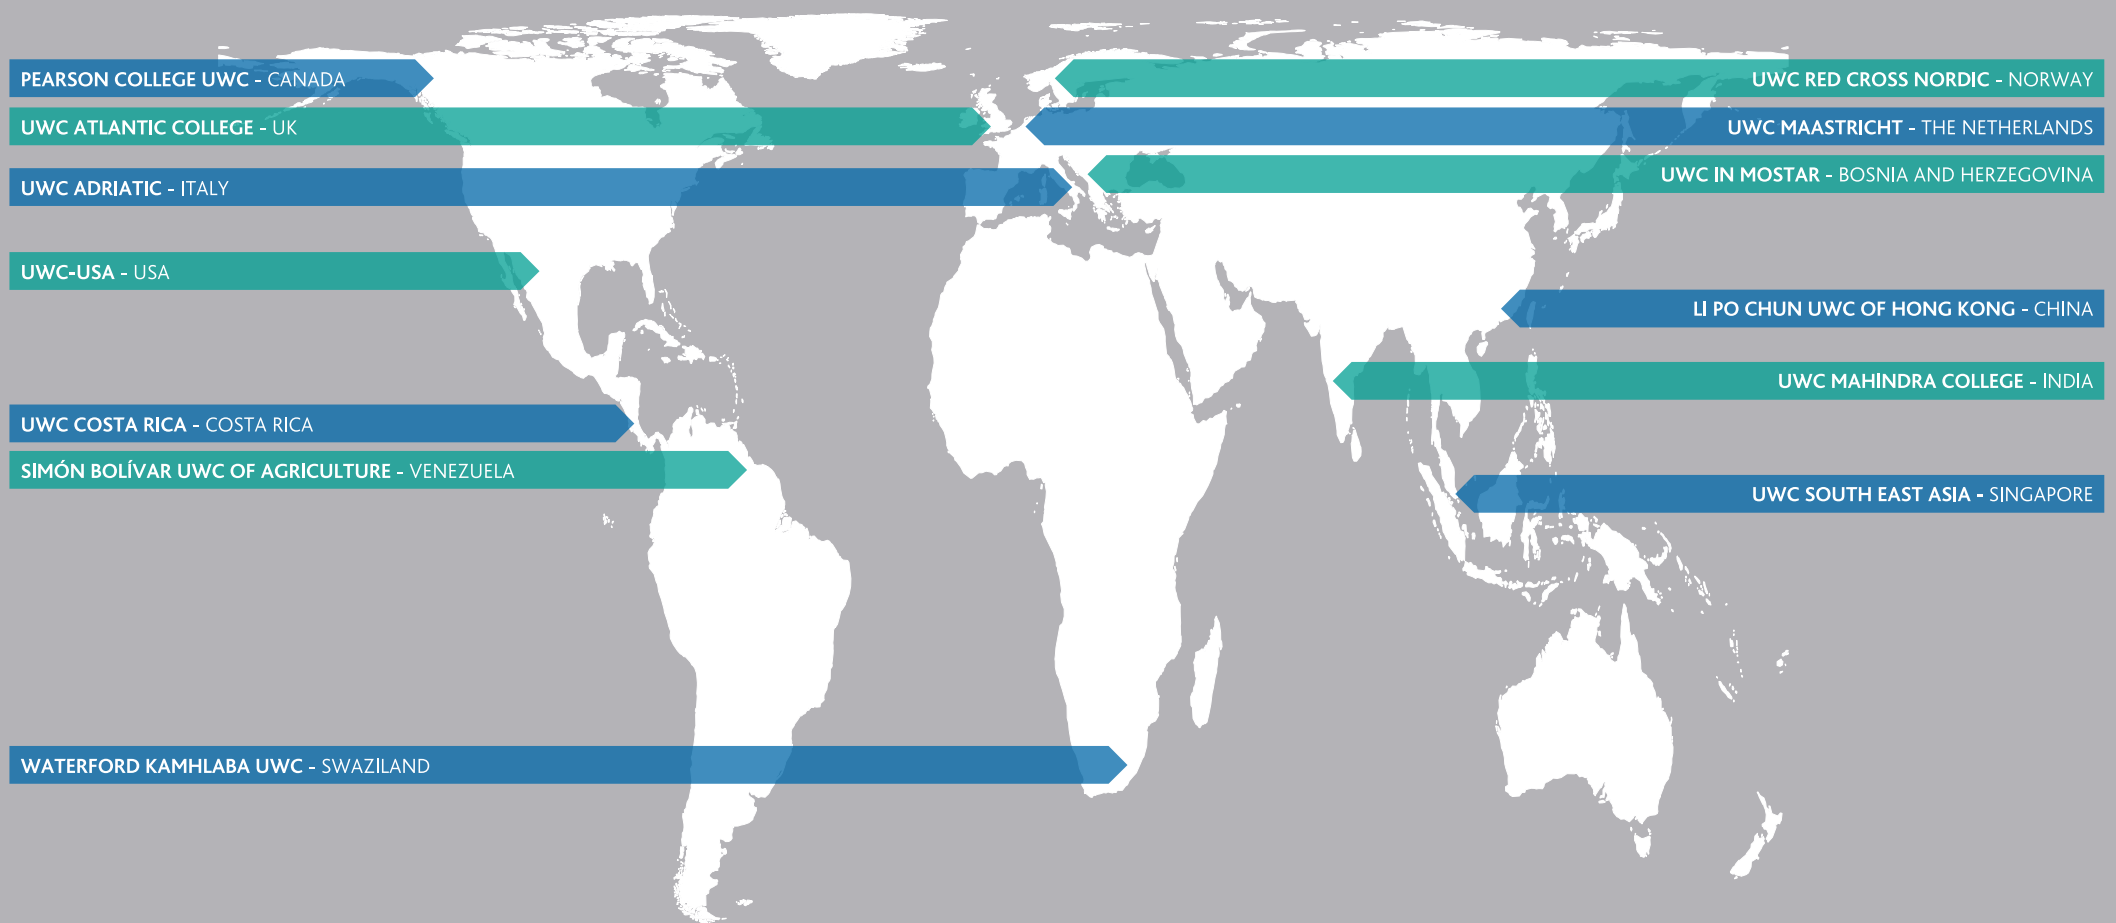 PEARSON COLLEGE UWC - CANADA
UWC ATLANTIC COLLEGE - UK
UWC ADRIATIC - ITALY
UWC-USA - USA
UWC COSTA RICA - COSTA RICA
SIMÓN BOLÍVAR UWC OF AGRICULTURE - VENEZUELA
WATERFORD KAMHLABA UWC - SWAZILAND
UWC RED CROSS NORDIC - NORWAY
UWC MAASTRICHT - THE NETHERLANDS
UWC IN MOSTAR - BOSNIA AND HERZEGOVINA
LI PO CHUN UWC OF HONG KONG - CHINA
UWC MAHINDRA COLLEGE - INDIA
UWC SOUTH EAST ASIA - SINGAPORE